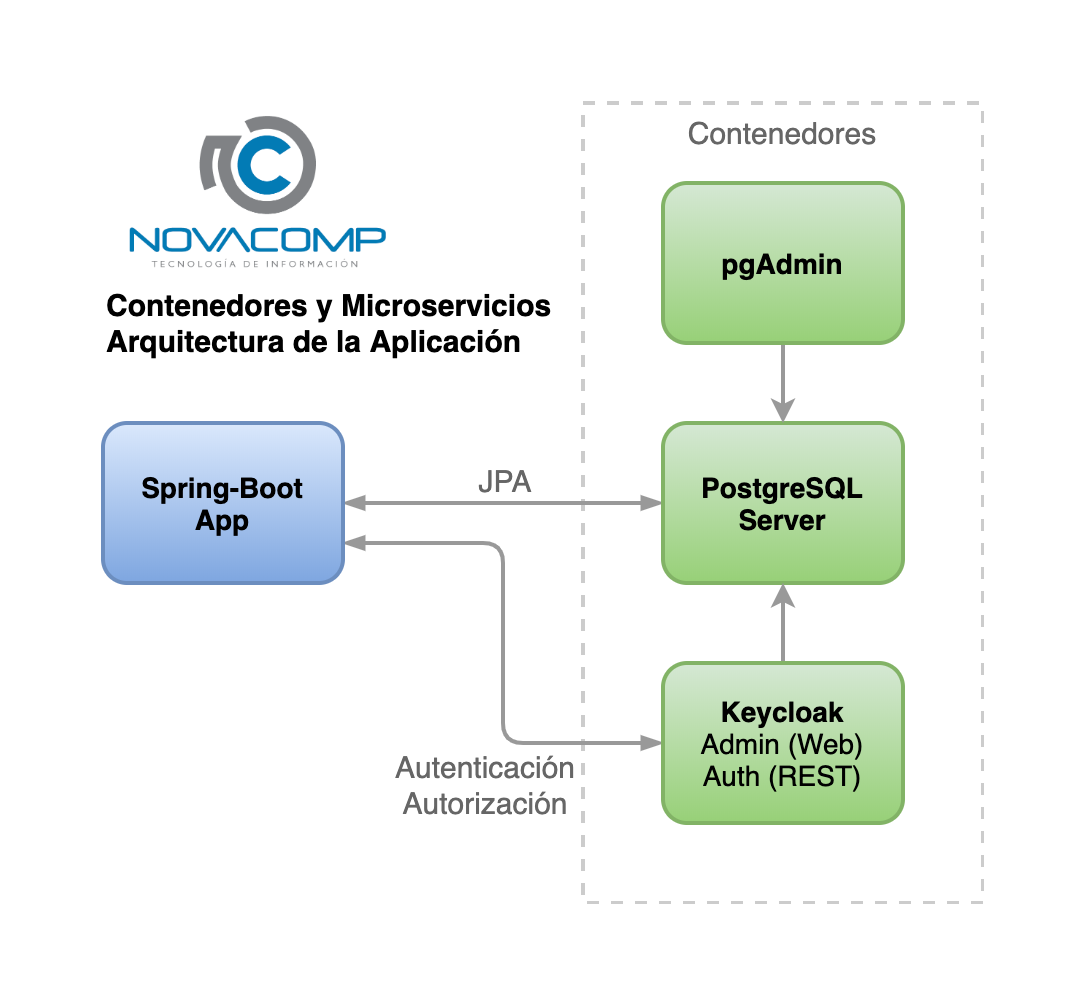 NOVACOMP
TECNOLOGÍA DE INFORMACIÓN
Contenedores y Microservicios
Arquitectura de la Aplicación
Contenedores
pgAdmin
Spring-Boot
App
JPA
PostgreSQL
Server
Keycloak
Admin (Web)
Auth (REST)
Autenticación
Autorización